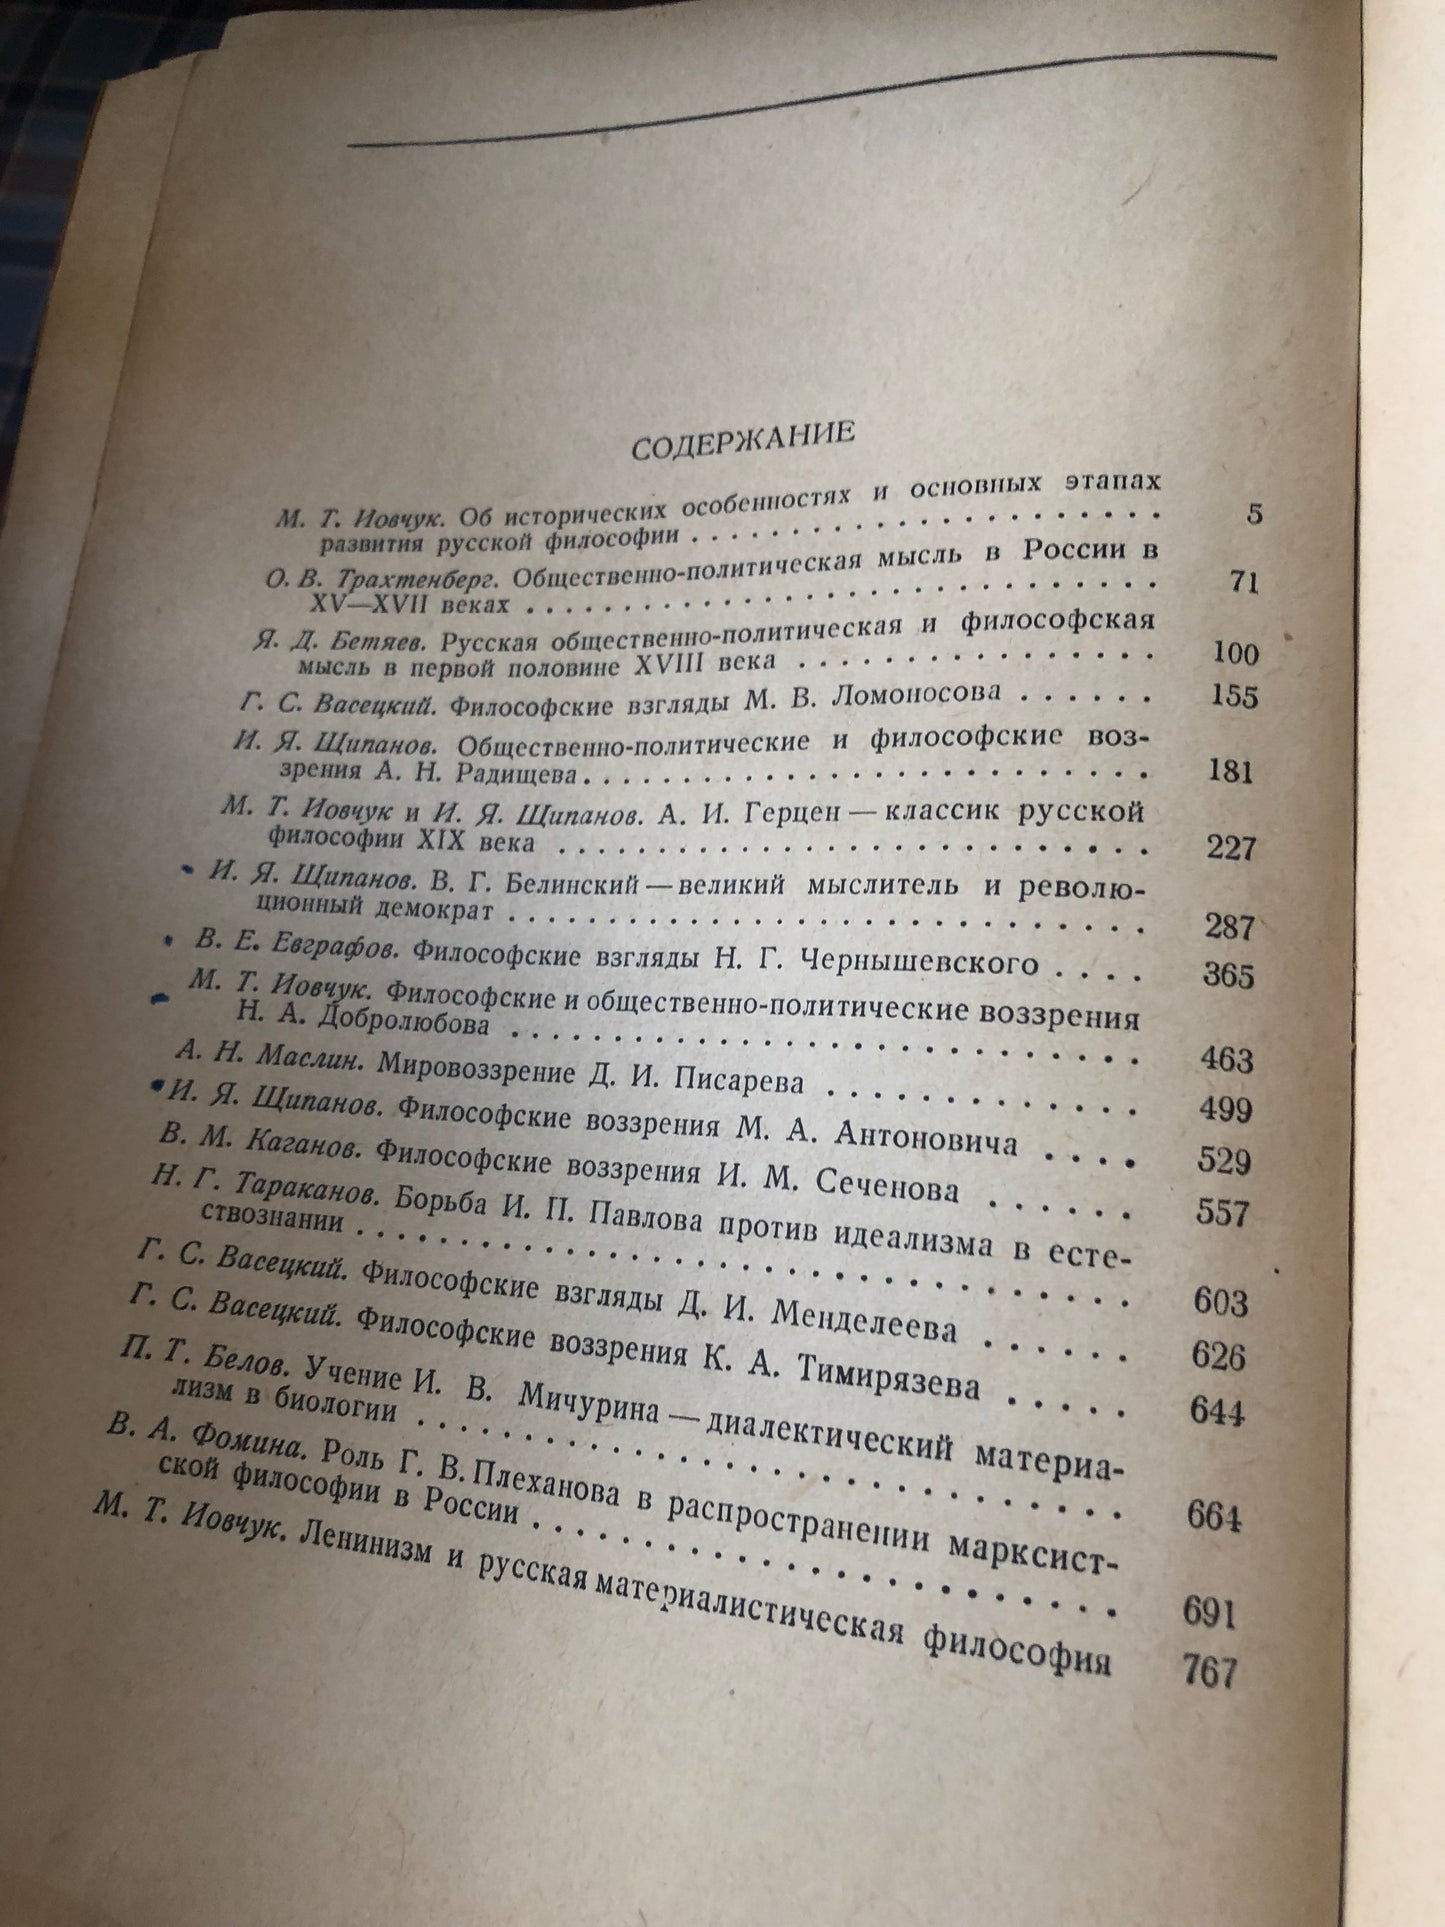 СОДЕРЖАНИЕ
М. Т. Иовчук. Об исторических особенностях и основных этапах
развития русской философии . . . . . . . . . . . . . . . . . . 5
О. В. Трахтенберг. Общественно-политическая мысль в России в
XV—XVII веках . . . . . . . . . . . . . . . . . . . . . . . . 71
Я. Д. Бетяев. Русская общественно-политическая и философская
мысль в первой половине XVIII века . . . . . . . . . . . . . . 100
Г. С. Васецкий. Философские взгляды М. В. Ломоносова . . . . . . 155
И. Я. Щипанов. Общественно-политические и философские воз-
зрения А. Н. Радищева . . . . . . . . . . . . . . . . . . . . . 181
М. Т. Иовчук и И. Я. Щипанов. А. И. Герцен — классик русской
философии XIX века . . . . . . . . . . . . . . . . . . . . . . . 227
И. Я. Щипанов. В. Г. Белинский — великий мыслитель и револю-
ционный демократ . . . . . . . . . . . . . . . . . . . . . . . . 287
В. Е. Евграфов. Философские взгляды Н. Г. Чернышевского . . . . 365
М. Т. Иовчук. Философские и общественно-политические воззрения
Н. А. Добролюбова . . . . . . . . . . . . . . . . . . . . . . . . 463
А. Н. Маслин. Мировоззрение Д. И. Писарева . . . . . . . . . . . 499
И. Я. Щипанов. Философские воззрения М. А. Антоновича . . . . 529
В. М. Каганов. Философские воззрения И. М. Сеченова . . . . . . 557
Н. Г. Тараканов. Борьба И. П. Павлова против идеализма в есте-
ствознании . . . . . . . . . . . . . . . . . . . . . . . . . . . 603
Г. С. Васецкий. Философские взгляды Д. И. Менделеева . . . . . . 626
Г. С. Васецкий. Философские воззрения К. А. Тимирязева . . . . . 644
П. Т. Белов. Учение И. В. Мичурина — диалектический материа-
лизм в биологии . . . . . . . . . . . . . . . . . . . . . . . . . 664
В. А. Фомина. Роль Г. В. Плеханова в распространении марксист-
ской философии в России . . . . . . . . . . . . . . . . . . . . . 691
М. Т. Иовчук. Ленинизм и русская материалистическая философия 767